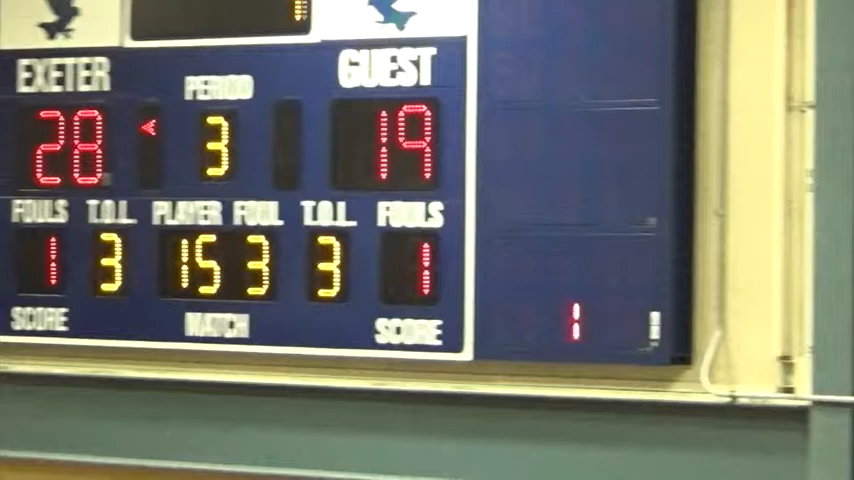 EXETER PERIOD GUEST
28 3 19
FOULS T.O.L. PLAYER FOUL T.O.L. FOULS
1 3 15 3 3 1
SCORE MATCH SCORE
1